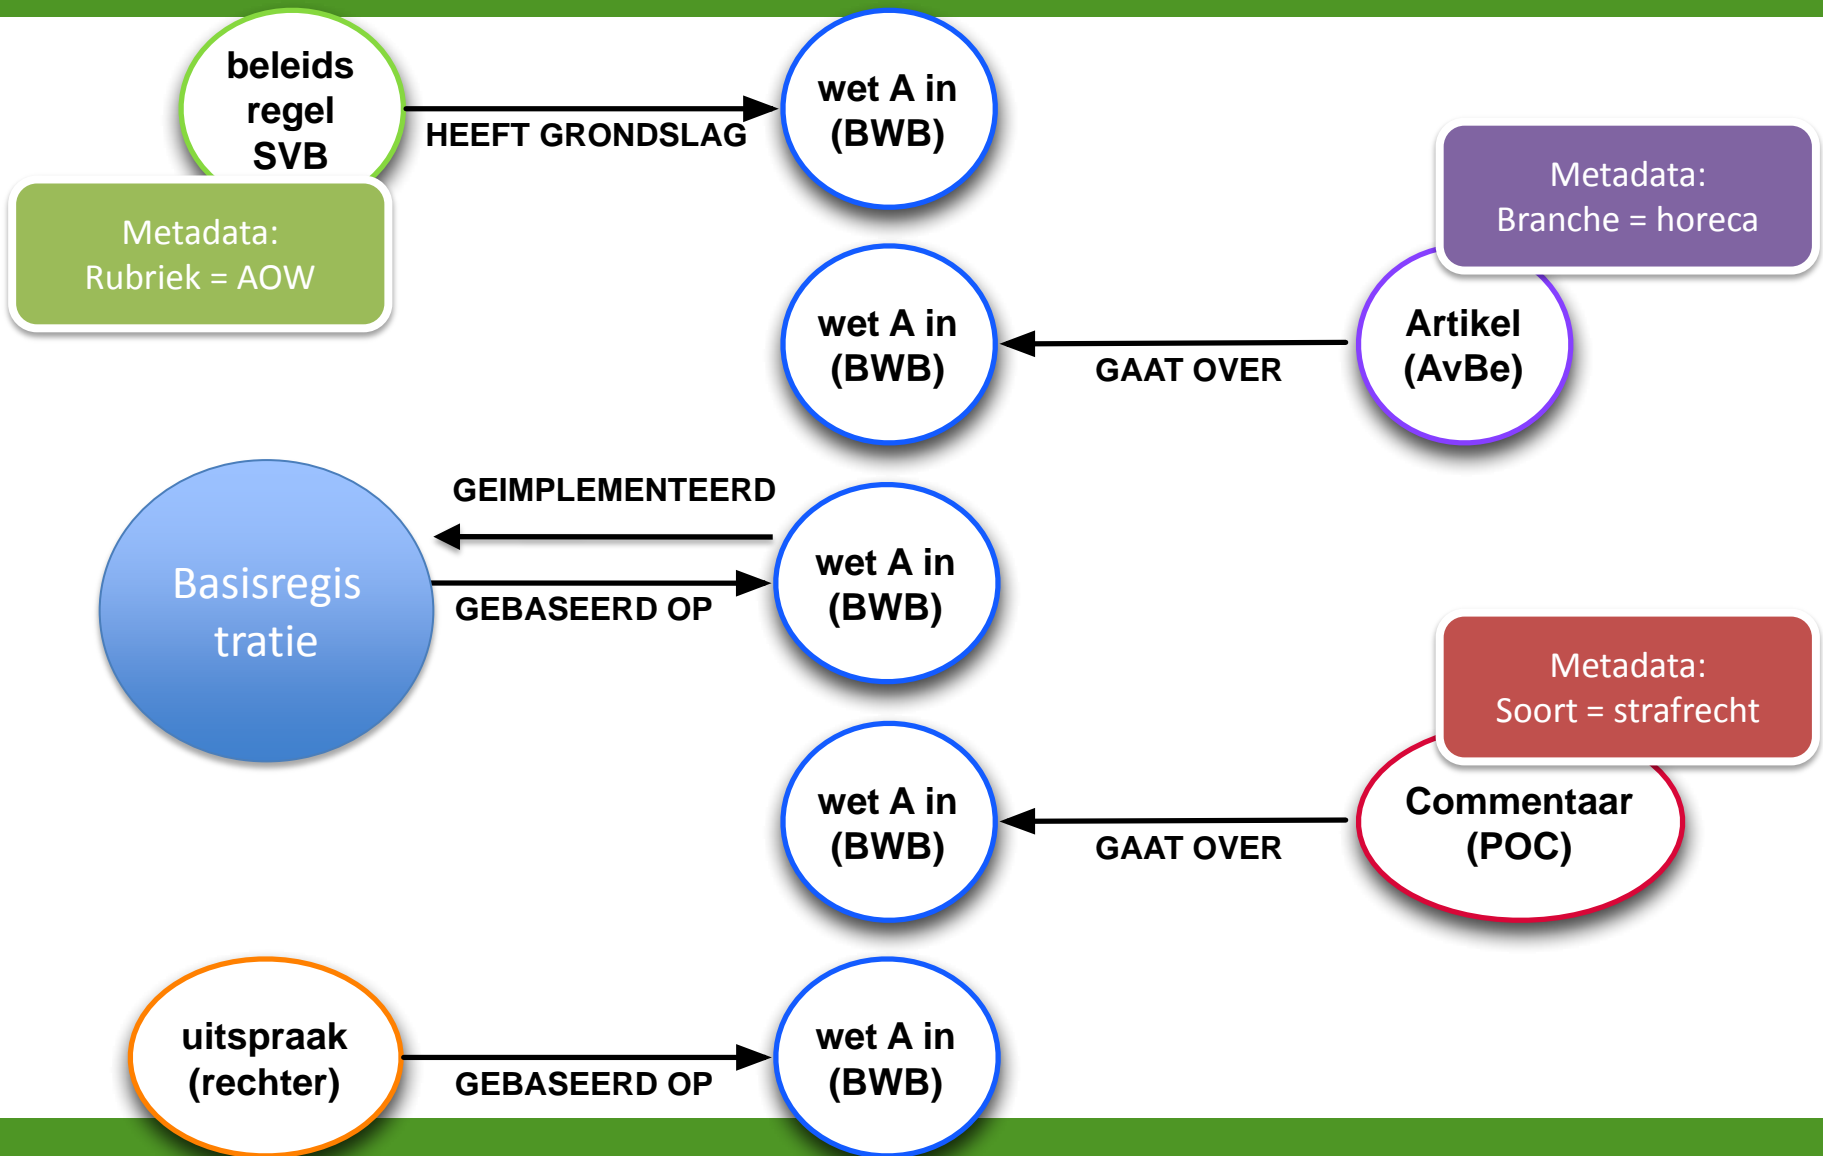 beleids
regel
SVB
HEEFT GRONDSLAG
wet A in
(BWB)
Metadata:
Rubriek = AOW
Metadata:
Branche = horeca
wet A in
(BWB)
GAAT OVER
Artikel
(AvBe)
GEIMPLEMENTEERD
Basisregis
tratie
GEBASEERD OP
wet A in
(BWB)
Metadata:
Soort = strafrecht
wet A in
(BWB)
GAAT OVER
Commentaar
(POC)
uitspraak
(rechter)
GEBASEERD OP
wet A in
(BWB)